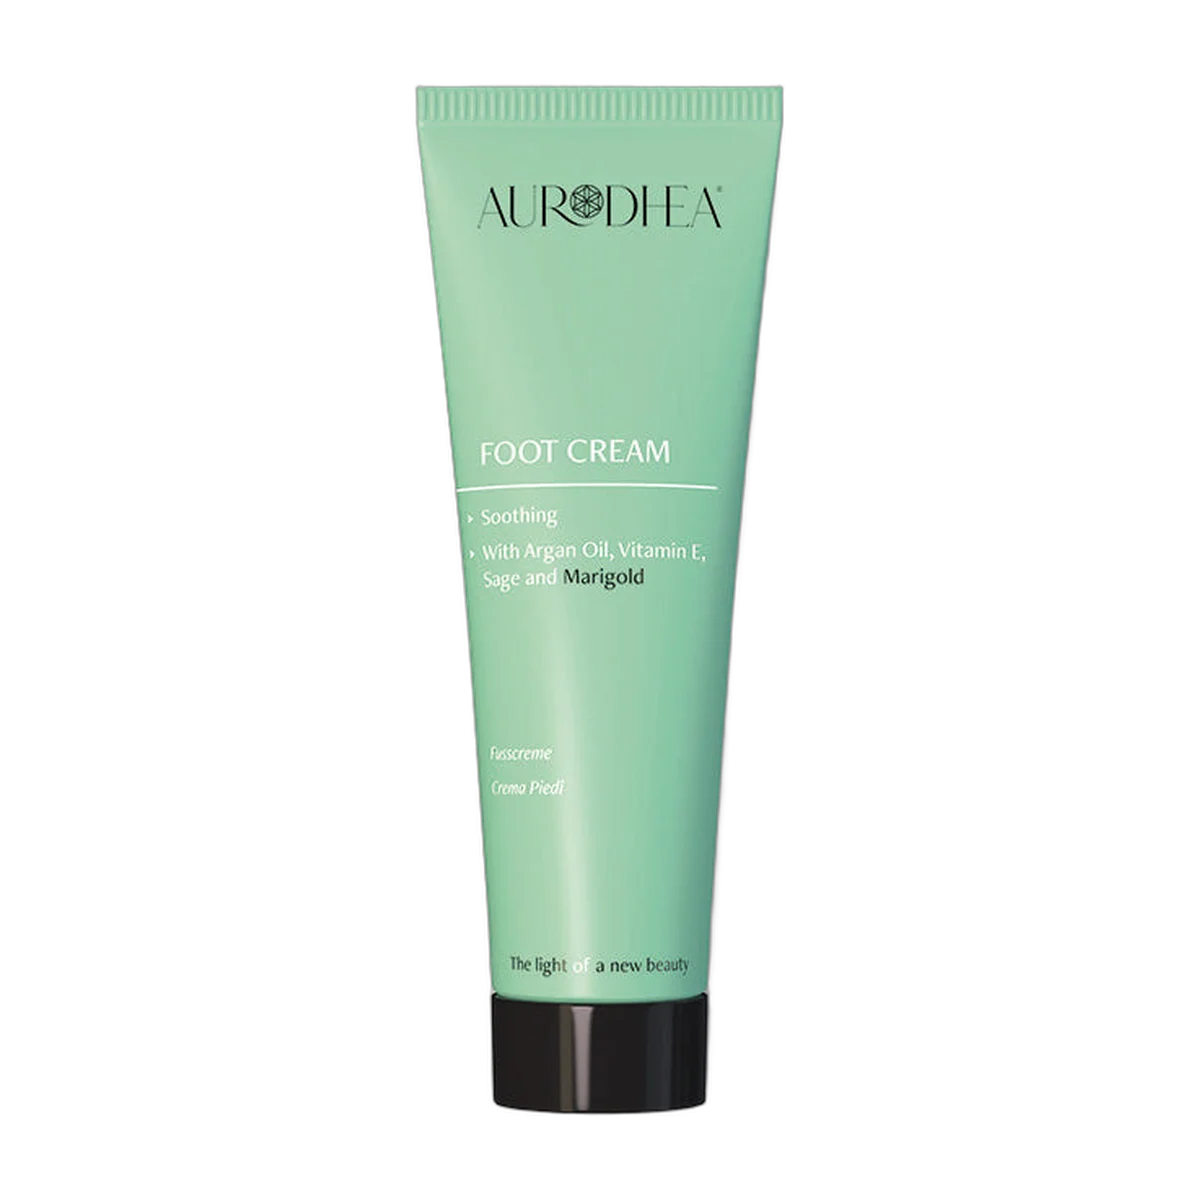 AURODHEA®
FOOT CREAM
Soothing
With Argan Oil, Vitamin E,
Sage and Marigold
Fusscreme
Crema Piedi
The light of a new beauty